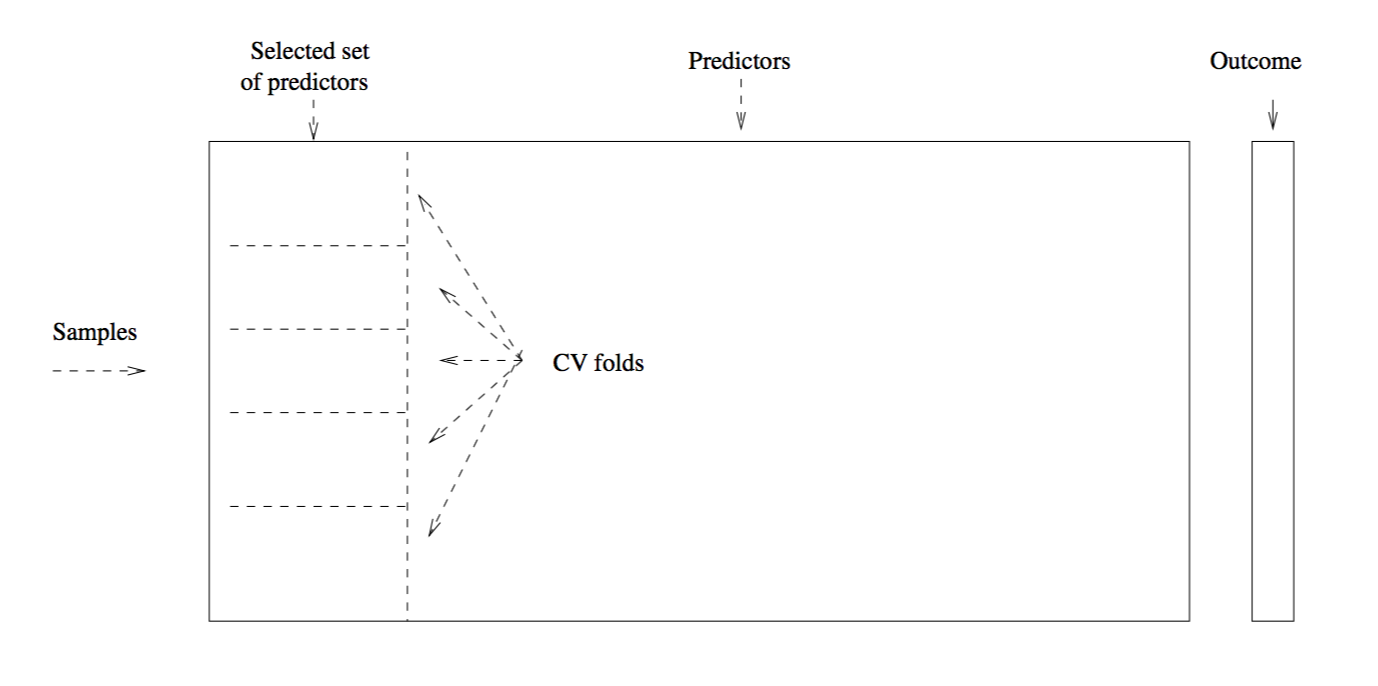 Selected set
of predictors
Predictors
Outcome
Samples
CV folds